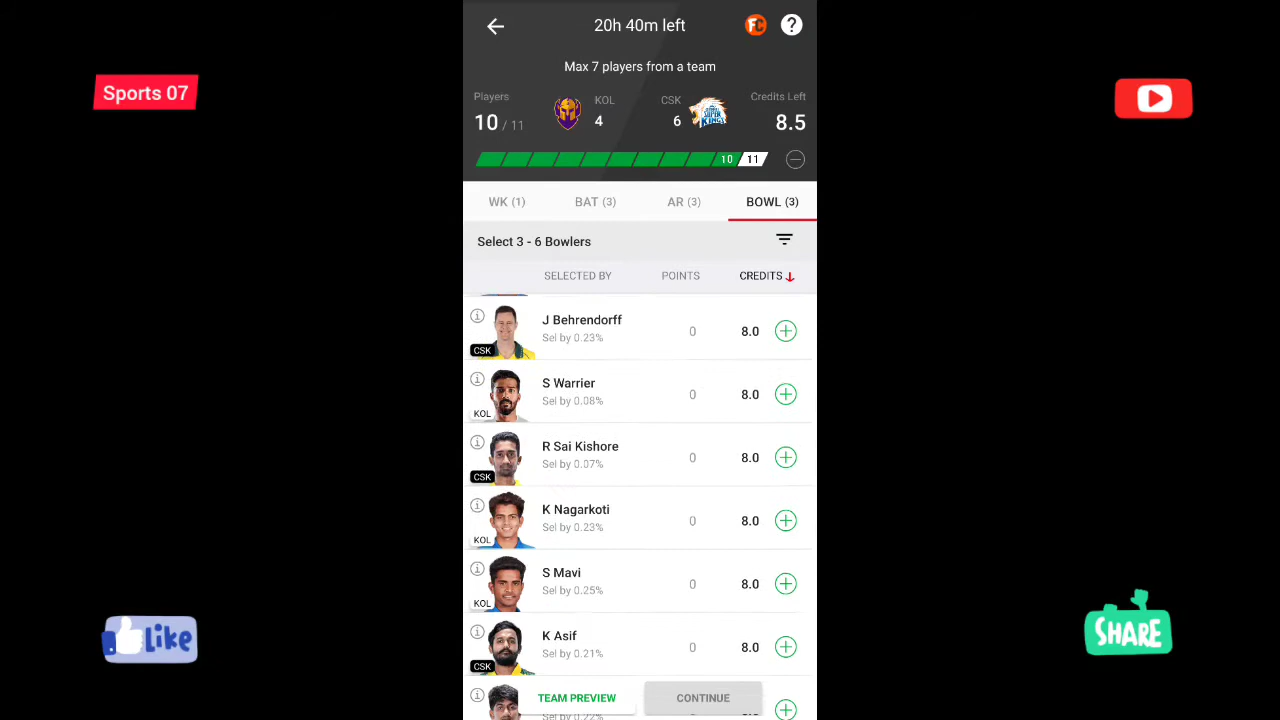 20h 40m left
FC
?
Max 7 players from a team
Players
10 / 11
KOL
4
CSK
6
Credits Left
8.5
10 11
WK (1)
BAT (3)
AR (3)
BOWL (3)
Select 3 - 6 Bowlers
SELECTED BY POINTS CREDITS
J Behrendorff
Sel by 0.23%
CSK
0 8.0
S Warrier
Sel by 0.08%
KOL
0 8.0
R Sai Kishore
Sel by 0.07%
CSK
0 8.0
K Nagarkoti
Sel by 0.23%
KOL
0 8.0
S Mavi
Sel by 0.25%
KOL
0 8.0
K Asif
Sel by 0.21%
CSK
0 8.0
TEAM PREVIEW
CONTINUE
Sports 07
Like
SHARE